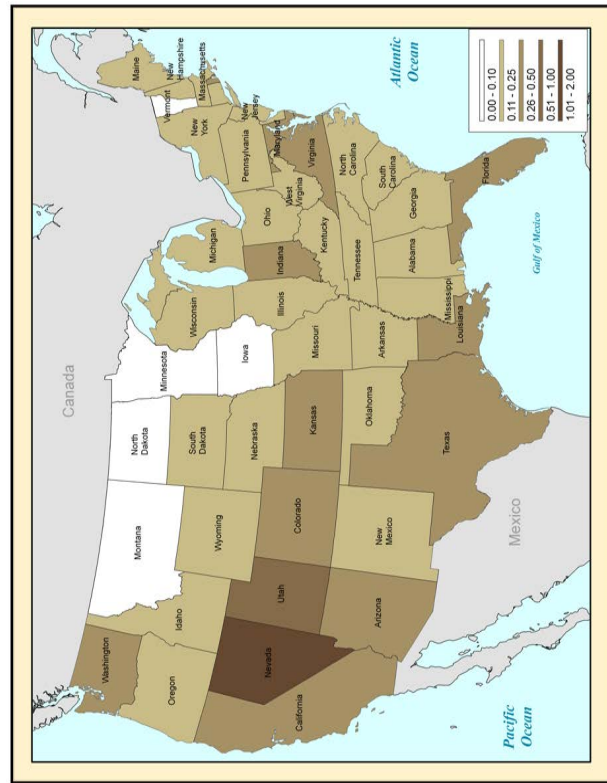 Canada
Washington
Montana
North
Dakota
Minnesota
Maine
Vermont
New
Hampshire
Massachusetts
Oregon
Idaho
Wyoming
South
Dakota
Wisconsin
Michigan
New
York
Atlantic
Ocean
Nevada
Utah
Colorado
Nebraska
Iowa
Illinois
Indiana
Ohio
Pennsylvania
New
Jersey
Maryland
West
Virginia
Virginia
California
Kansas
Missouri
Kentucky
North
Carolina
Tennessee
South
Carolina
Arizona
New
Mexico
Oklahoma
Arkansas
Mississippi
Alabama
Georgia
Texas
Louisiana
Florida
Pacific
Ocean
Mexico
Gulf of Mexico
0.00 - 0.10
0.11 - 0.25
0.26 - 0.50
0.51 - 1.00
1.01 - 2.00